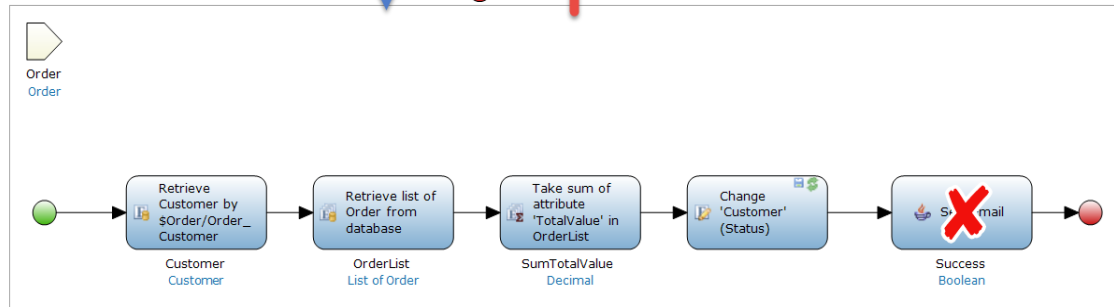 Order
Order
Retrieve
Customer by
$Order/Order_
Customer
Customer
Customer
Retrieve list of
Order from
database
OrderList
List of Order
Take sum of
attribute
'TotalValue' in
OrderList
SumTotalValue
Decimal
Change
'Customer'
(Status)
Success
Boolean